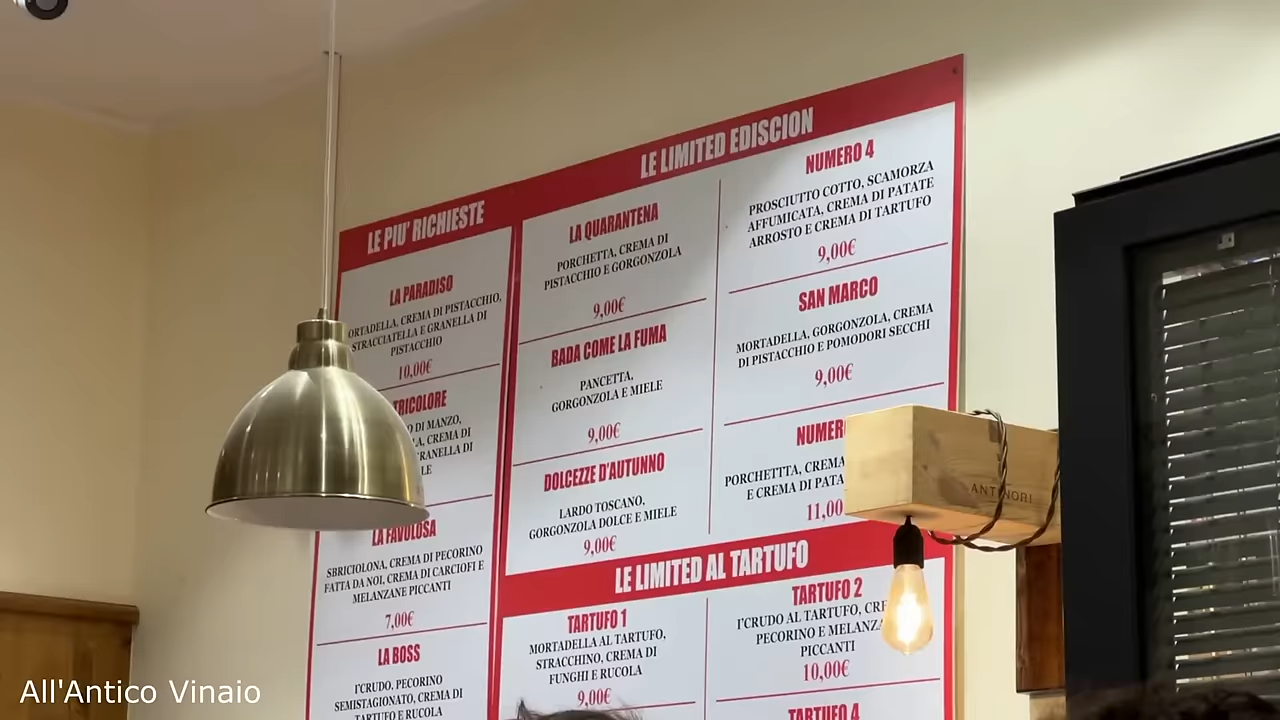 LE PIU' RICHIESTE
LA PARADISO
ORTADELLA, CREMA DI PISTACCHIO,
STRACCIATELLA E GRANELLA DI
PISTACCHIO
10,00€
TRICOLORE
DI MANZO,
CREMA DI
LA FAVOLOSA
SBRICIOLONA, CREMA DI PECORINO
FATTA DA NOI, CREMA DI CARCIOFI E
MELANZANE PICCANTI
7,00€
LA BOSS
I'CRUDO, PECORINO
SEMISTAGIONATO, CREMA DI
TARTUFO E RUCOLA
LE LIMITED EDISCION
LA QUARANTENA
PORCHETTA, CREMA DI
PISTACCHIO E GORGONZOLA
9,00€
BADA COME LA FUMA
PANCETTA,
GORGONZOLA E MIELE
9,00€
DOLCEZZE D'AUTUNNO
LARDO TOSCANO,
GORGONZOLA DOLCE E MIELE
9,00€
NUMERO 4
PROSCIUTTO COTTO, SCAMORZA
AFFUMICATA, CREMA DI PATATE
ARROSTO E CREMA DI TARTUFO
9,00€
SAN MARCO
MORTADELLA, GORGONZOLA, CREMA
DI PISTACCHIO E POMODORI SECCHI
9,00€
NUMER
PORCHETTTA, CREMA
E CREMA DI PATA
11,00
LE LIMITED AL TARTUFO
TARTUFO 1
MORTADELLA AL TARTUFO,
STRACCHINO, CREMA DI
FUNGHI E RUCOLA
9,00€
TARTUFO 2
I'CRUDO AL TARTUFO, CRE
PECORINO E MELANZA
PICCANTI
10,00€
TARTUFO 4
ANTINORI
All'Antico Vinaio